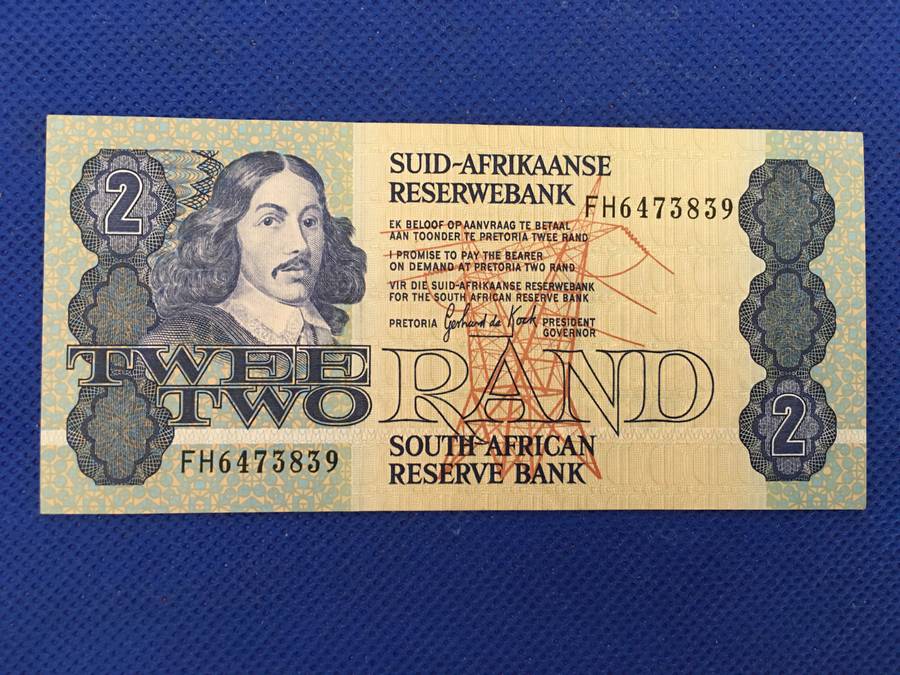 2
SUID-AFRIKAANSE
RESERWEBANK
FH6473839
EK BELOOF OP AANVRAAG TE BETAAL
AAN TOONDER TE PRETORIA TWEE RAND
I PROMISE TO PAY THE BEARER
ON DEMAND AT PRETORIA TWO RAND
VIR DIE SUID-AFRIKAANSE RESERWEBANK
FOR THE SOUTH AFRICAN RESERVE BANK
PRETORIA Gerhard de Kock PRESIDENT
GOVERNOR
TWEE
TWO
RAND
2
SOUTH AFRICAN
RESERVE BANK
FH6473839